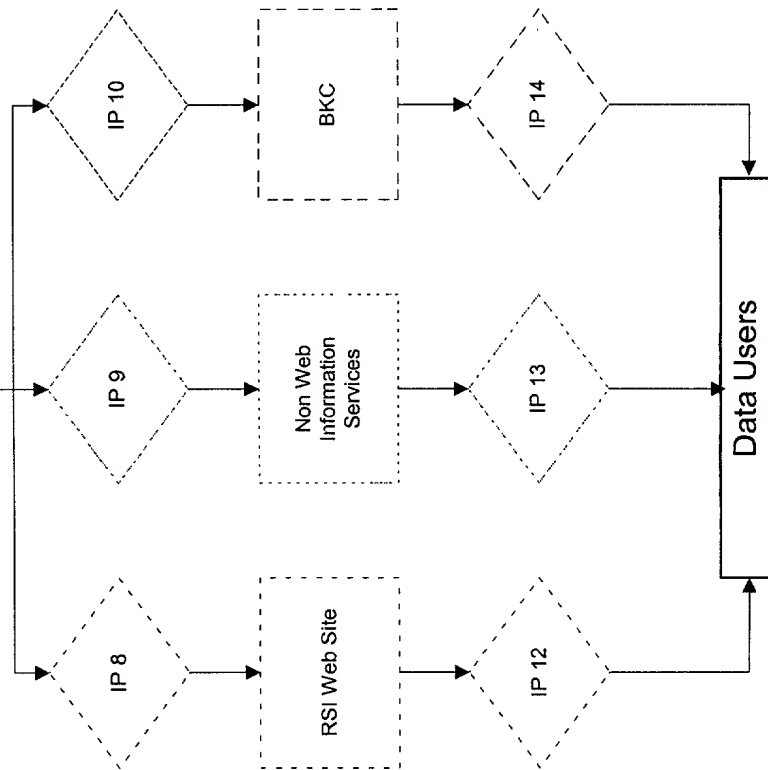 IP 10
BKC
IP 14
IP 9
Non Web
Information
Services
IP 13
IP 8
RSI Web Site
IP 12
Data Users